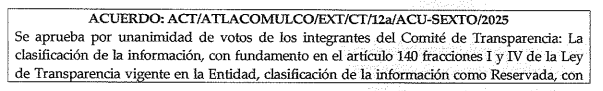 ACUERDO: ACT/ATLACOMULCO/EXT/CT/12a/ACU-SEXTO/2025
Se aprueba por unanimidad de votos de los integrantes del Comité de Transparencia: La
clasificación de la información, con fundamento en el artículo 140 fracciones I y IV de la Ley
de Transparencia vigente en la Entidad, clasificación de la información como Reservada, con